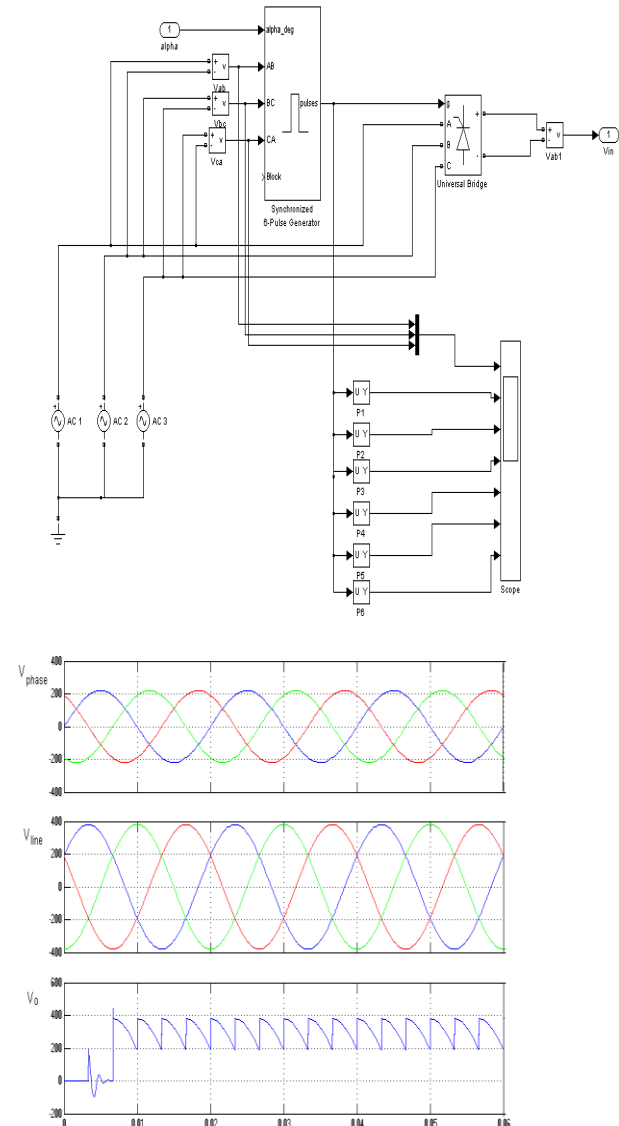 1
alpha
alpha_deg
AB
BC
CA
Block
pulses
Synchronized
6-Pulse Generator
+ v
-
Vab
+ v
-
Vbc
+ v
-
Vca
g
A
B
C
+
-
Universal Bridge
+ v
-
Vab1
1
Vin
AC 1
AC 2
AC 3
U Y
P1
U Y
P2
U Y
P3
U Y
P4
U Y
P5
U Y
P6
Scope
V phase
400
200
0
-200
-400
V line
400
200
0
-200
-400
Vo
600
400
200
0
-200
0 0.01 0.02 0.03 0.04 0.05 0.06